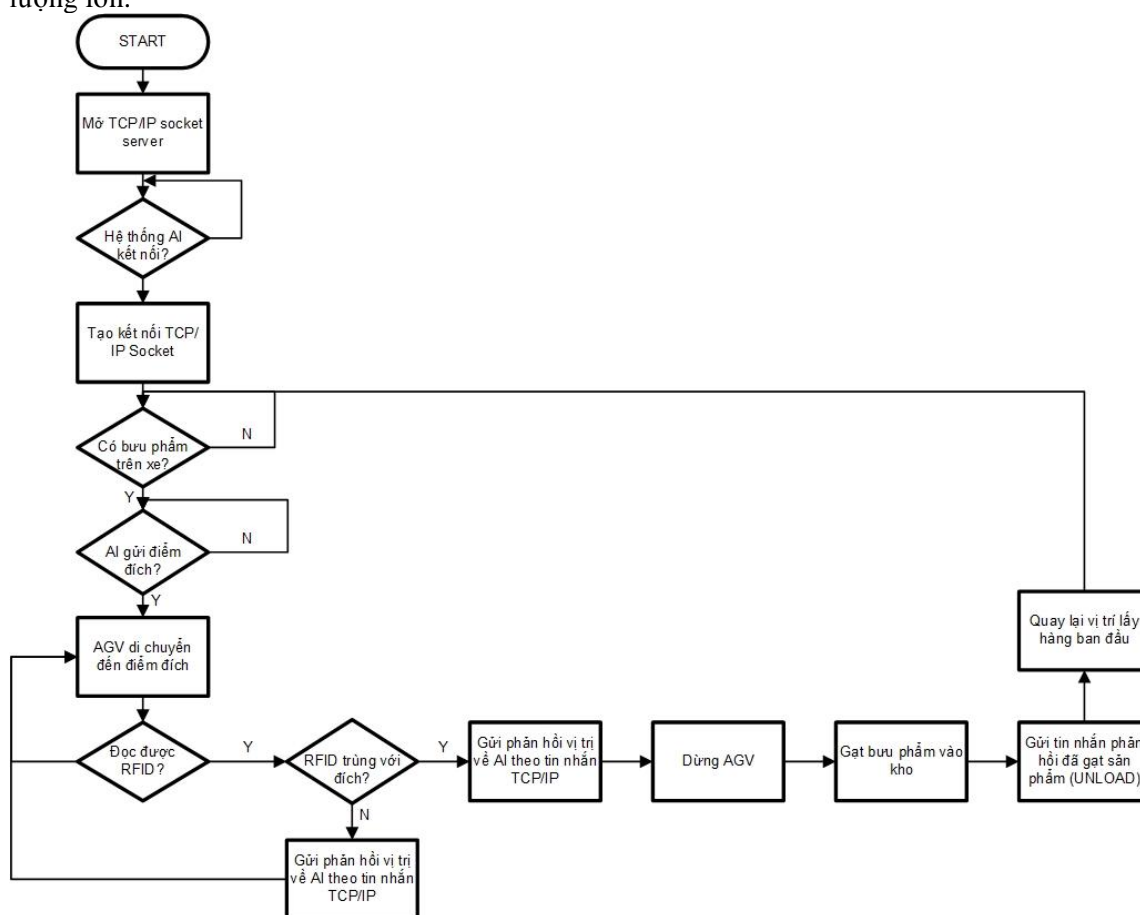 lượng lớn.
START
Mở TCP/IP socket
server
Hệ thống AI
kết nối?
Tạo kết nối TCP/
IP Socket
Có bưu phẩm
trên xe?
N
Y
AI gửi điểm
đích?
N
Y
AGV di chuyển
đến điểm đích
Đọc được
RFID?
Y
RFID trùng với
đích?
Y
N
Gửi phản hồi vị trí
về AI theo tin nhắn
TCP/IP
Gửi phản hồi vị trí
về AI theo tin nhắn
TCP/IP
Dừng AGV
Gạt bưu phẩm vào
kho
Gửi tin nhắn phản
hồi đã gạt sản
phẩm (UNLOAD)
Quay lại vị trí lấy
hàng ban đầu